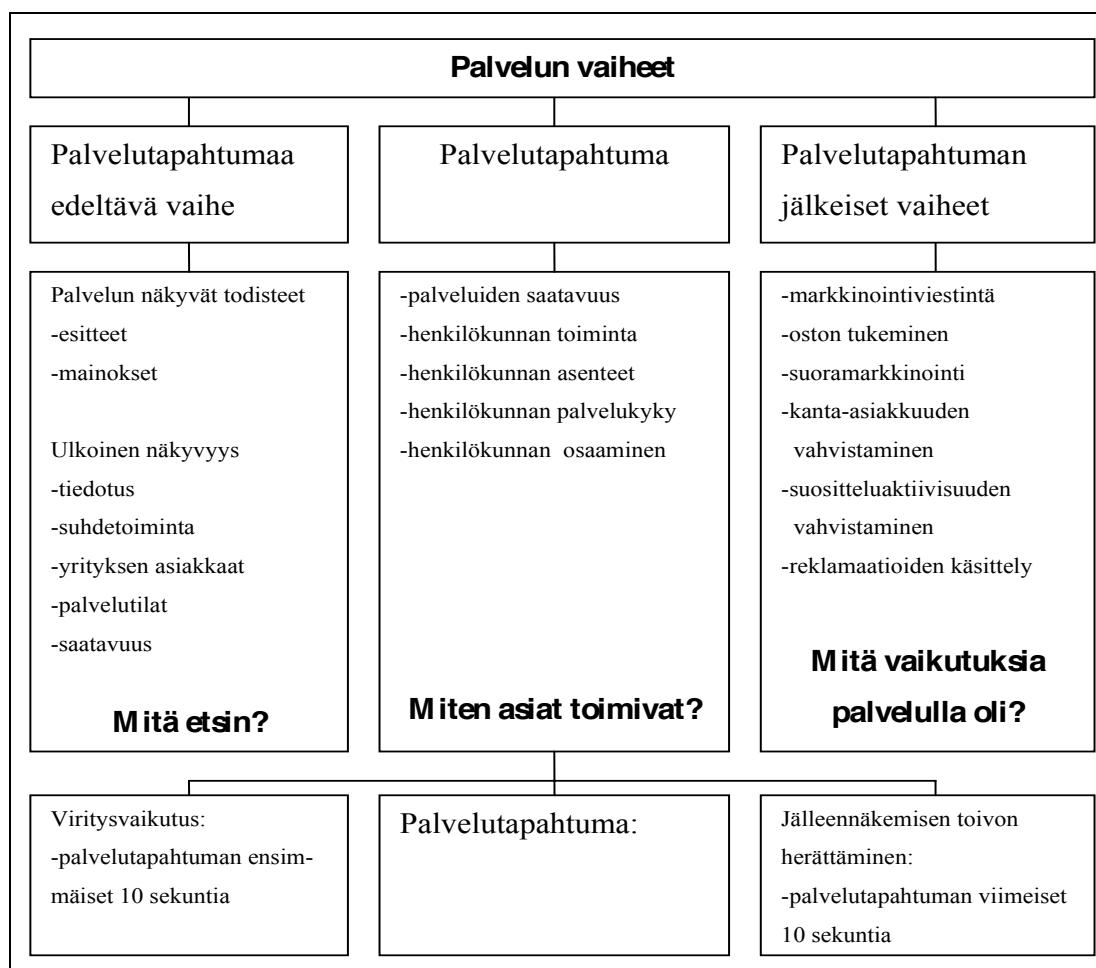 Palvelun vaiheet
Palvelutapahtumaa
edeltävä vaihe
Palvelutapahtuma
Palvelutapahtuman
jälkeiset vaiheet
Palvelun näkyvät todisteet
-esitteet
-mainokset
Ulkoinen näkyvyys
-tiedotus
-suhdetoiminta
-yrityksen asiakkaat
-palvelutilat
-saatavuus
Mitä etsin?
-palveluiden saatavuus
-henkilökunnan toiminta
-henkilökunnan asenteet
-henkilökunnan palvelukyky
-henkilökunnan osaaminen
Miten asiat toimivat?
-markkinointiviestintä
-oston tukeminen
-suoramarkkinointi
-kanta-asiakkuuden
vahvistaminen
-suositteluaktiivisuuden
vahvistaminen
-reklamaatioiden käsittely
Mitä vaikutuksia
palvelulla oli?
Viritysvaikutus:
-palvelutapahtuman ensim-
mäiset 10 sekuntia
Palvelutapahtuma:
Jälleennäkemisen toivon
herättäminen:
-palvelutapahtuman viimeiset
10 sekuntia